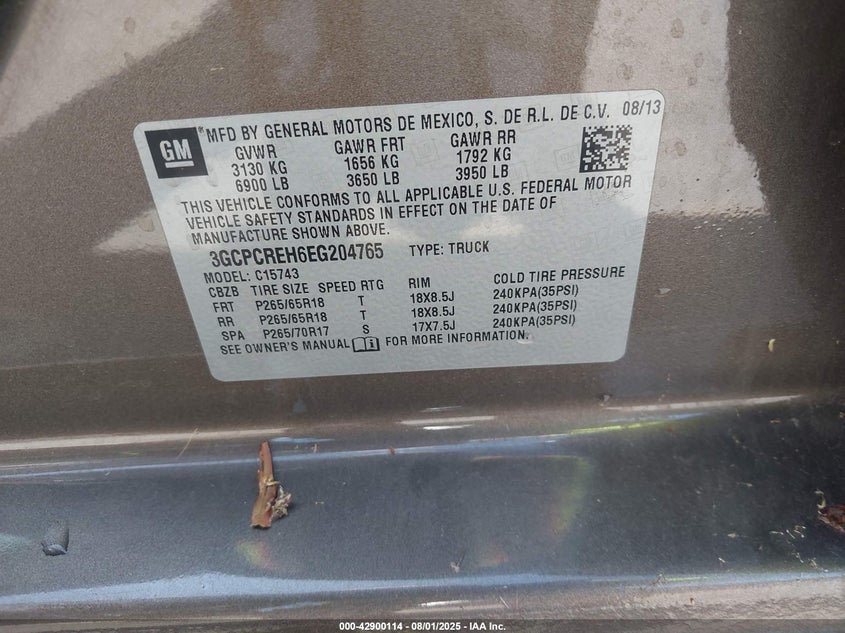 GM
MFD BY GENERAL MOTORS DE MEXICO, S. DE R.L. DE C.V. 08/13
GVWR GAWR FRT GAWR RR
3130 KG 1656 KG 1792 KG
6900 LB 3650 LB 3950 LB
THIS VEHICLE CONFORMS TO ALL APPLICABLE U.S. FEDERAL MOTOR
VEHICLE SAFETY STANDARDS IN EFFECT ON THE DATE OF
MANUFACTURE SHOWN ABOVE.
3GCPCREH6EG204765 TYPE: TRUCK
MODEL: C15743
CBZB TIRE SIZE SPEED RTG RIM COLD TIRE PRESSURE
FRT P265/65R18 T 18X8.5J 240KPA(35PSI)
RR P265/65R18 T 18X8.5J 240KPA(35PSI)
SPA P265/70R17 S 17X7.5J 240KPA(35PSI)
SEE OWNER'S MANUAL FOR MORE INFORMATION.
000-42900114 - 08/01/2025 - IAA Inc.